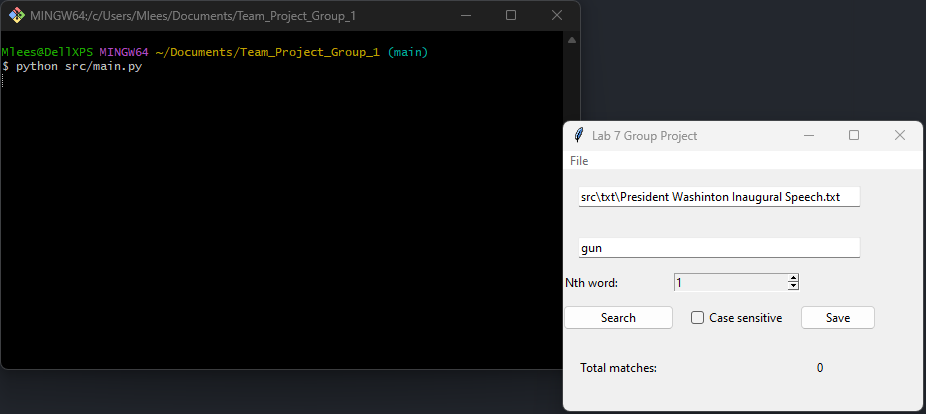 MINGW64:/c/Users/Mlees/Documents/Team_Project_Group_1
Mlees@DellXPS MINGW64 ~/Documents/Team_Project_Group_1 (main)
$ python src/main.py
Lab 7 Group Project
File
src\txt\President Washinton Inaugural Speech.txt
gun
Nth word: 1
Search Case sensitive Save
Total matches: 0